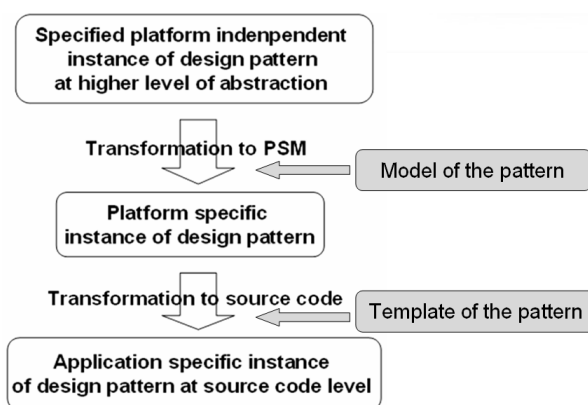 Specified platform indenpendent
instance of design pattern
at higher level of abstraction
Transformation to PSM
Model of the pattern
Platform specific
instance of design pattern
Transformation to source code
Template of the pattern
Application specific instance
of design pattern at source code level